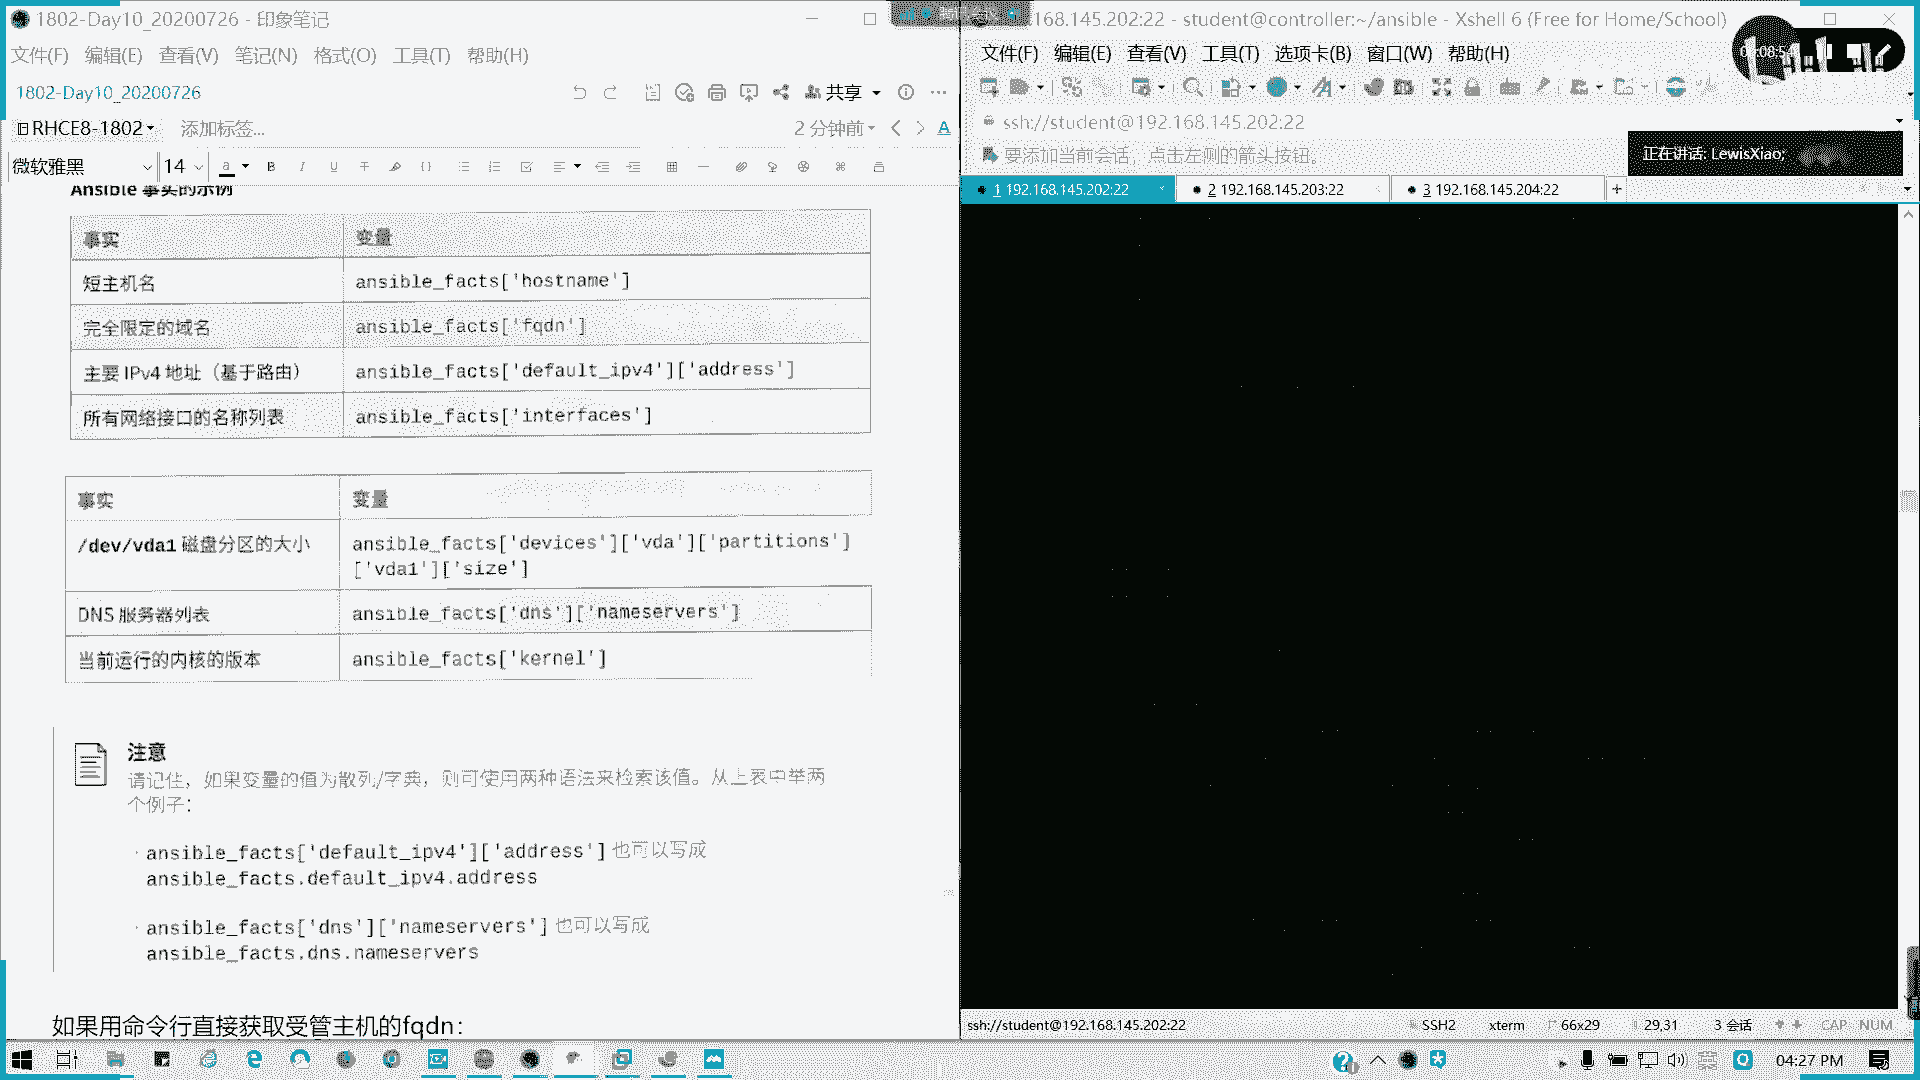 1802-Day10_20200726 - 印象笔记
文件(F) 编辑(E) 查看(V) 笔记(N) 格式(O) 工具(T) 帮助(H)
1802-Day10_20200726
共享
RHCE8-1802
添加标签...
2 分钟前
微软雅黑 14
Ansible 事实的示例
事实 变量
短主机名 ansible_facts['hostname']
完全限定的域名 ansible_facts['fqdn']
主要 IPv4 地址（基于路由） ansible_facts['default_ipv4']['address']
所有网络接口的名称列表 ansible_facts['interfaces']
事实 变量
/dev/vda1 磁盘分区的大小 ansible_facts['devices']['vda']['partitions']
['vda1']['size']
DNS 服务器列表 ansible_facts['dns']['nameservers']
当前运行的内核的版本 ansible_facts['kernel']
注意
请记住，如果变量的值为散列/字典，则可使用两种语法来检索该值。从上表中举两
个例子：
· ansible_facts['default_ipv4']['address'] 也可以写成
ansible_facts.default_ipv4.address
· ansible_facts['dns']['nameservers'] 也可以写成
ansible_facts.dns.nameservers
如果用命令行直接获取受管主机的fqdn：
.168.145.202:22 - student@controller:~/ansible - Xshell 6 (Free for Home/School)
文件(F) 编辑(E) 查看(V) 工具(T) 选项卡(B) 窗口(W) 帮助(H)
ssh://student@192.168.145.202:22
要添加当前会话，点击左侧的箭头按钮。
正在讲话: LewisXiao;
1 192.168.145.202:22
2 192.168.145.203:22
3 192.168.145.204:22
ssh://student@192.168.145.202:22
SSH2
xterm
66x29
29,31
3 会话
CAP NUM
04:27 PM